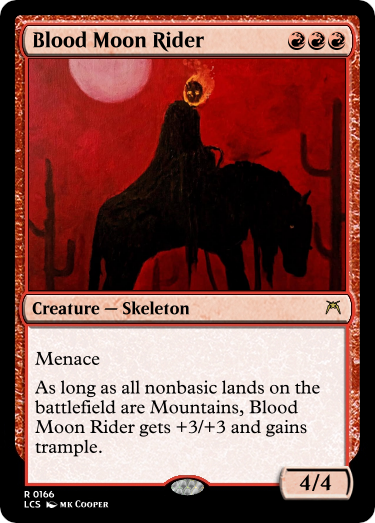 Blood Moon Rider
Creature — Skeleton
Menace
As long as all nonbasic lands on the
battlefield are Mountains, Blood
Moon Rider gets +3/+3 and gains
trample.
4/4
R 0166
LCS MK COOPER